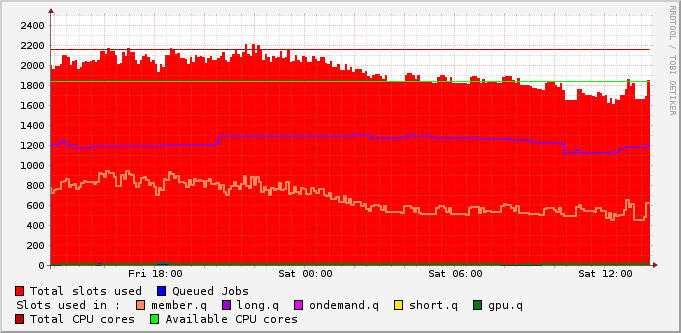 RRDTOOL / TOBI OETIKER
2400
2200
2000
1800
1600
1400
1200
1000
800
600
400
200
0
Fri 18:00 Sat 00:00 Sat 06:00 Sat 12:00
Total slots used Queued Jobs
Slots used in : member.q long.q ondemand.q short.q gpu.q
Total CPU cores Available CPU cores